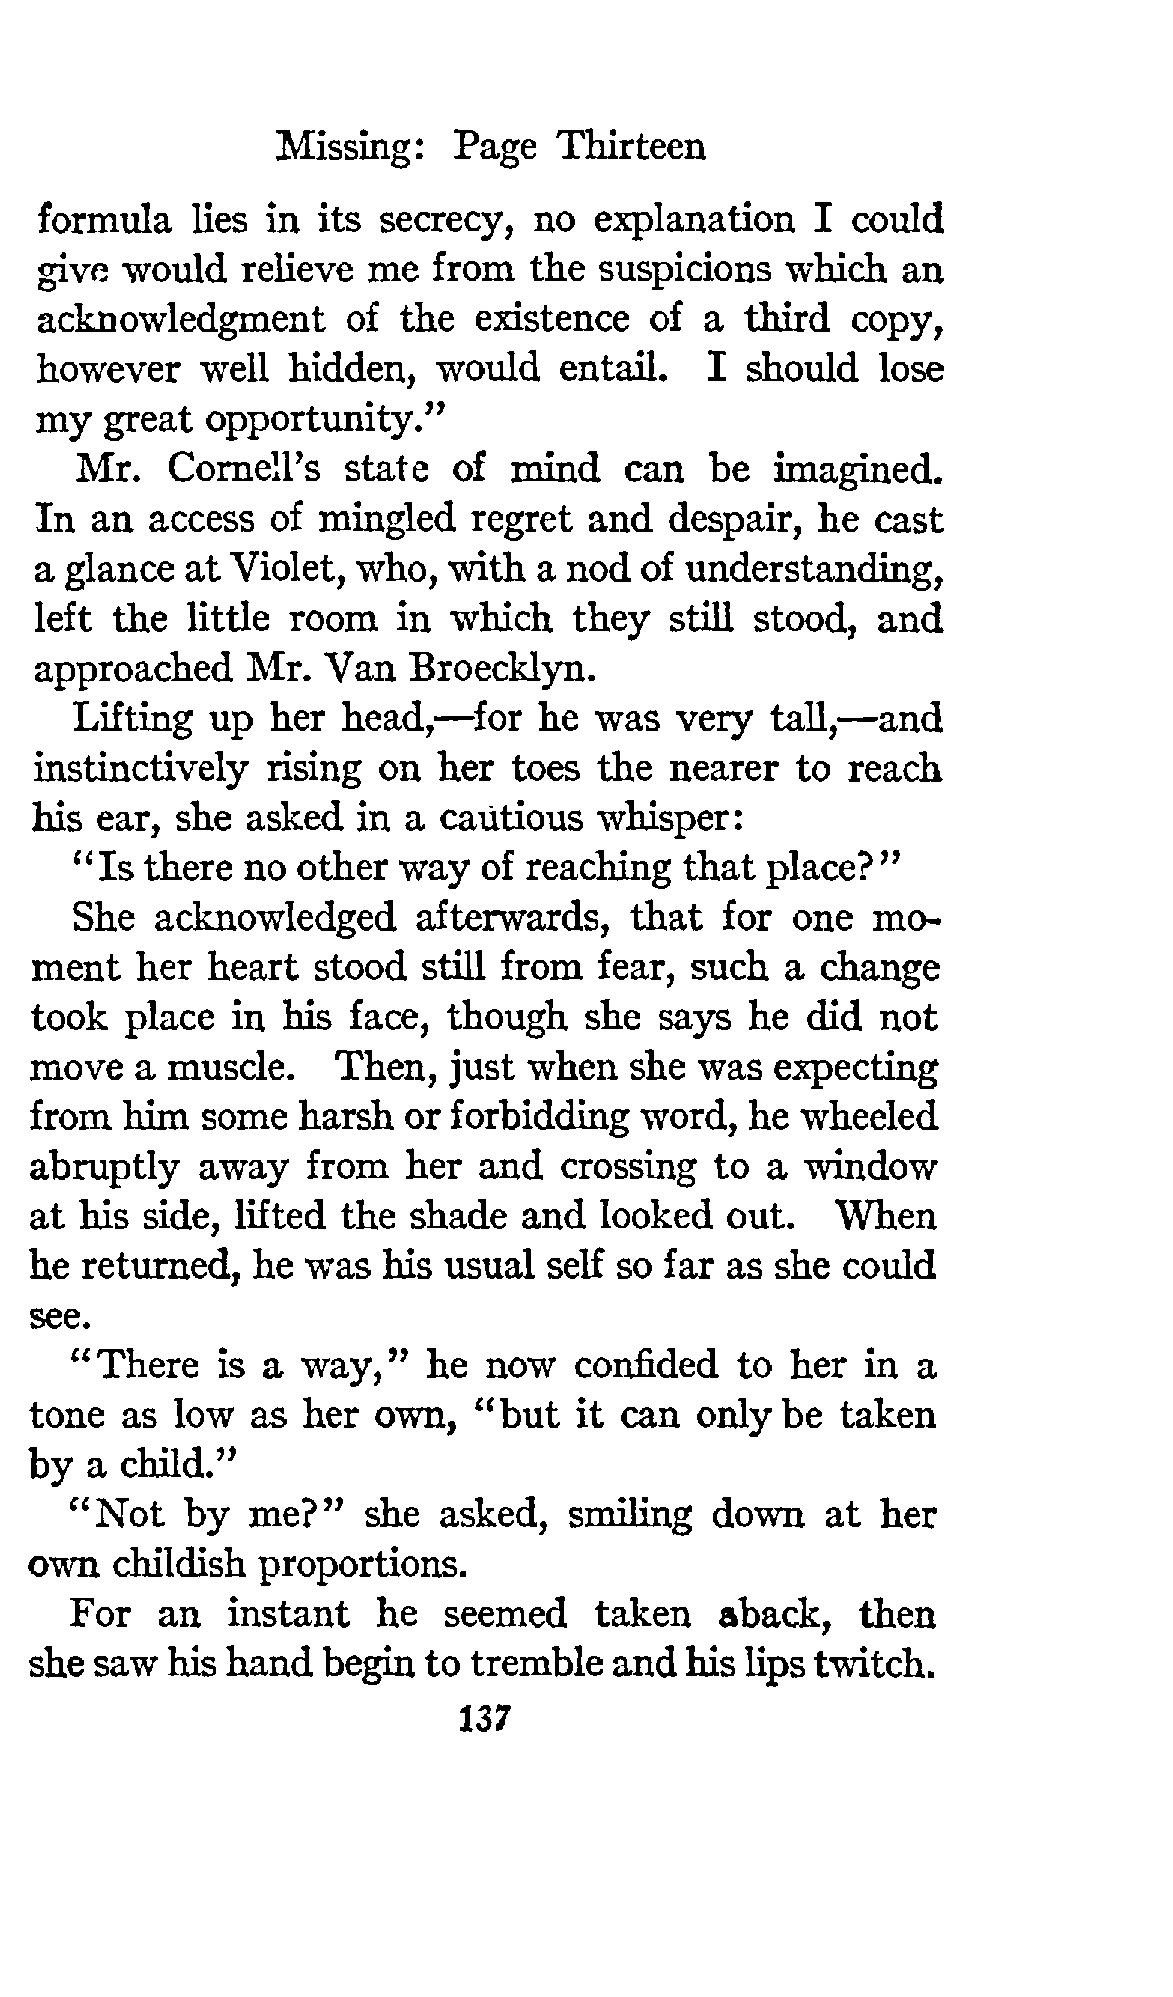 Missing: Page Thirteen
formula lies in its secrecy, no explanation I could
give would relieve me from the suspicions which an
acknowledgment of the existence of a third copy,
however well hidden, would entail. I should lose
my great opportunity.”
Mr. Cornell’s state of mind can be imagined.
In an access of mingled regret and despair, he cast
a glance at Violet, who, with a nod of understanding,
left the little room in which they still stood, and
approached Mr. Van Broecklyn.
Lifting up her head,—for he was very tall,—and
instinctively rising on her toes the nearer to reach
his ear, she asked in a cautious whisper:
“Is there no other way of reaching that place?”
She acknowledged afterwards, that for one mo-
ment her heart stood still from fear, such a change
took place in his face, though she says he did not
move a muscle. Then, just when she was expecting
from him some harsh or forbidding word, he wheeled
abruptly away from her and crossing to a window
at his side, lifted the shade and looked out. When
he returned, he was his usual self so far as she could
see.
“There is a way,” he now confided to her in a
tone as low as her own, “but it can only be taken
by a child.”
“Not by me?” she asked, smiling down at her
own childish proportions.
For an instant he seemed taken aback, then
she saw his hand begin to tremble and his lips twitch.
137